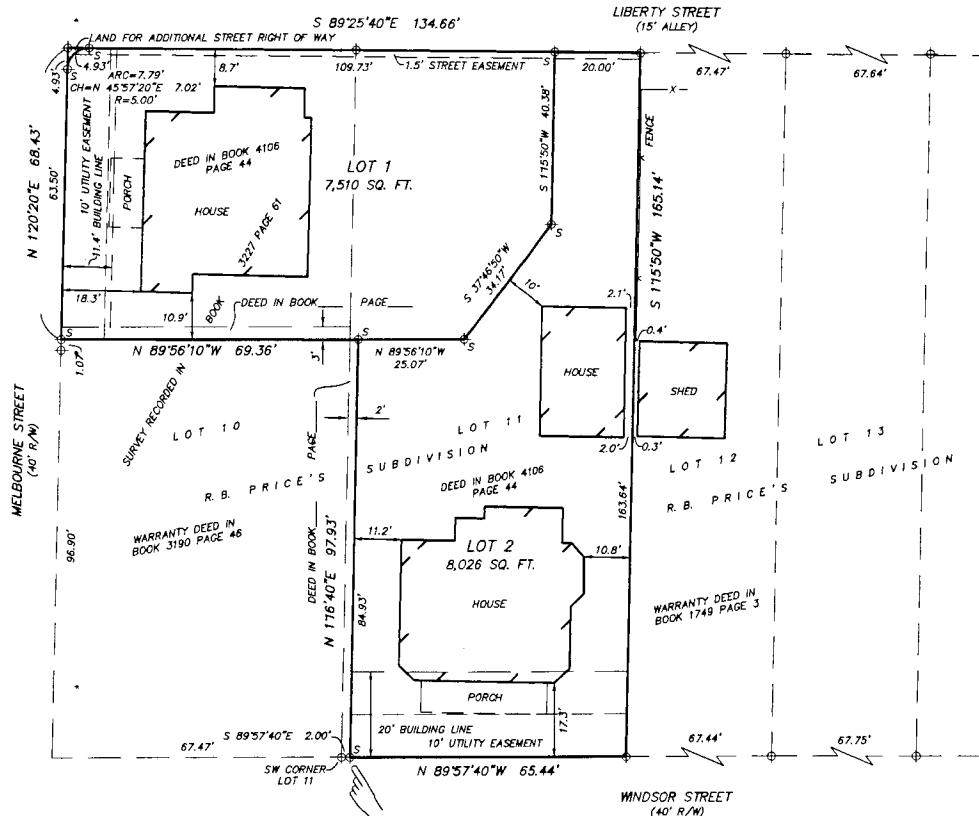 S 89°25'40"E 134.66'
LIBERTY STREET
(15' ALLEY)
LAND FOR ADDITIONAL STREET RIGHT OF WAY
S
4.93'
4.93'
S
ARC=7.79'
CH=N 45°57'20"E 7.02'
R=5.00'
8.7'
109.73'
1.5' STREET EASEMENT
S
20.00'
67.47'
67.64'
X
FENCE
N 1°20'20"E 68.43'
63.50'
10' UTILITY EASEMENT
11.4' BUILDING LINE
PORCH
DEED IN BOOK 4106
PAGE 44
HOUSE
3227 PAGE 61
BOOK
LOT 1
7,510 SQ. FT.
S 1°15'50"W 40.38'
S
S 1°15'50"W 165.14'
S 37°46'50"W
34.17'
10'
18.3'
10.9'
DEED IN BOOK PAGE
2.1'
0.4'
S
N 89°56'10"W 69.36'
3'
N 89°56'10"W
25.07'
S
1.07'
HOUSE
SHED
2.0'
0.3'
MELBOURNE STREET
(40' R/W)
SURVEY RECORDED IN
LOT 10
LOT 11
LOT 12
LOT 13
2'
R.B. PRICE'S SUBDIVISION
R.B. PRICE'S SUBDIVISION
DEED IN BOOK PAGE
DEED IN BOOK 4106
PAGE 44
163.64'
WARRANTY DEED IN
BOOK 3190 PAGE 46
96.90'
N 1°16'40"E 97.93'
84.93'
11.2'
LOT 2
8,026 SQ. FT.
HOUSE
10.8'
WARRANTY DEED IN
BOOK 1749 PAGE 3
PORCH
17.3'
20' BUILDING LINE
10' UTILITY EASEMENT
S 89°57'40"E 2.00'
67.47'
S
SW CORNER
LOT 11
N 89°57'40"W 65.44'
67.44'
67.75'
WINDSOR STREET
(40' R/W)